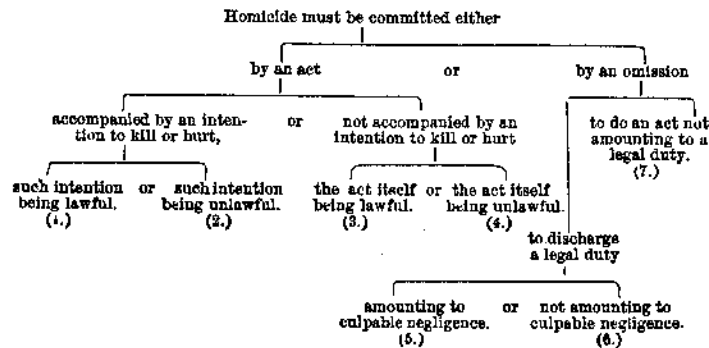 Homicide must be committed either
by an act or by an omission
accompanied by an inten- or not accompanied by an to do an act not
tion to kill or hurt, intention to kill or hurt amounting to a
legal duty.
(7.)
such intention or such intention the act itself or the act itself
being lawful. being unlawful. being lawful. being unlawful.
(1.) (2.) (3.) (4.)
to discharge
a legal duty
amounting to or not amounting to
culpable negligence. culpable negligence.
(5.) (6.)